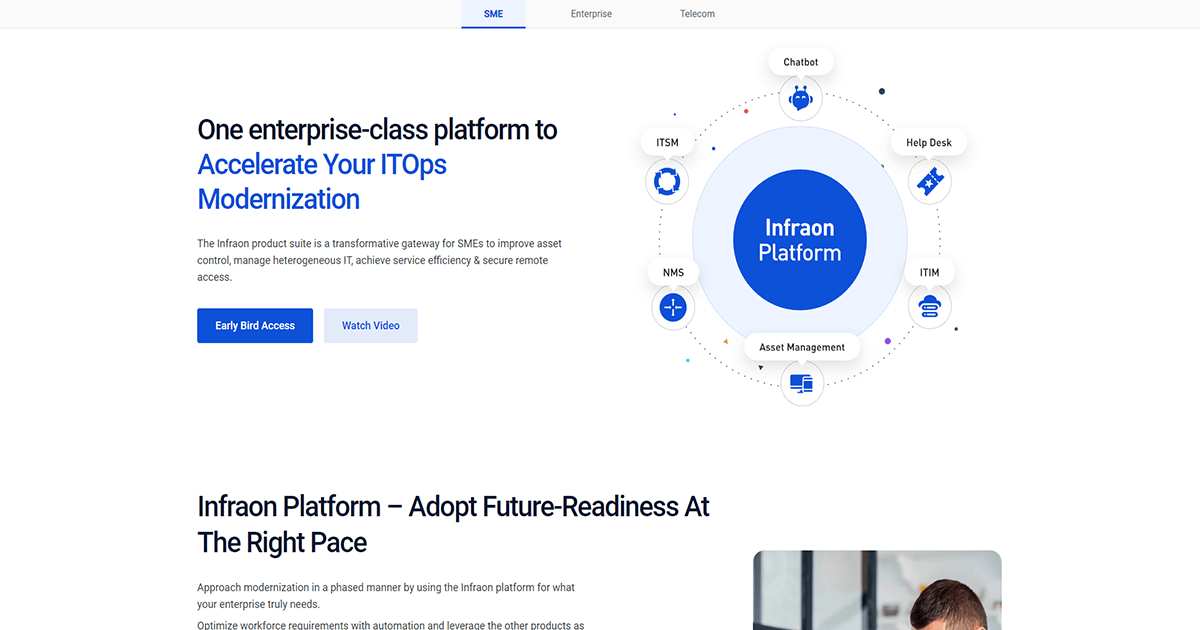 SME
Enterprise
Telecom
One enterprise-class platform to
Accelerate Your ITOps
Modernization
The Infraon product suite is a transformative gateway for SMEs to improve asset
control, manage heterogeneous IT, achieve service efficiency & secure remote
access.
Early Bird Access
Watch Video
Chatbot
ITSM
Help Desk
Infraon
Platform
NMS
ITIM
Asset Management
Infraon Platform – Adopt Future-Readiness At
The Right Pace
Approach modernization in a phased manner by using the Infraon platform for what
your enterprise truly needs.
Optimize workforce requirements with automation and leverage the other products as